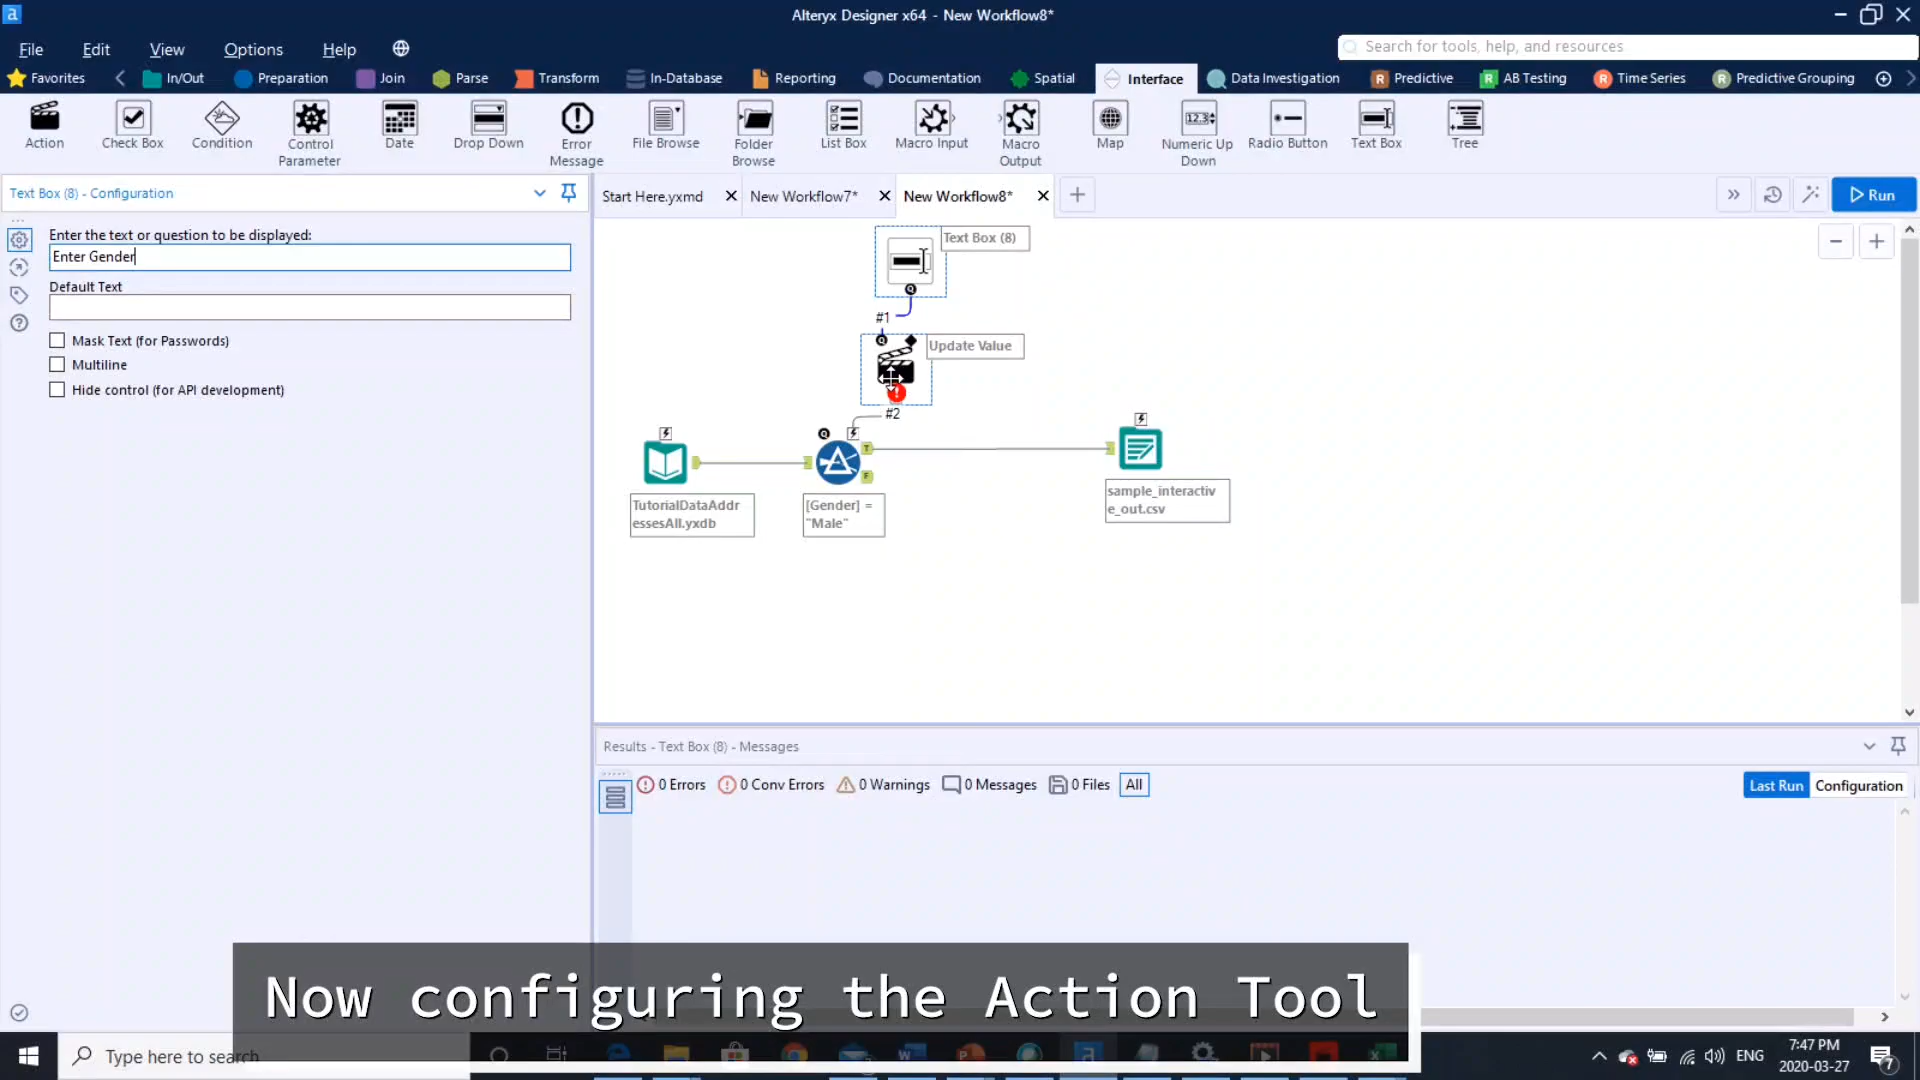 Alteryx Designer x64 - New Workflow8*
File Edit View Options Help
Search for tools, help, and resources
Favorites In/Out Preparation Join Parse Transform In-Database Reporting Documentation Spatial Interface Data Investigation Predictive AB Testing Time Series Predictive Grouping
Action Check Box Condition Control Parameter Date Drop Down Error Message File Browse Folder Browse List Box Macro Input Macro Output Map Numeric Up Down Radio Button Text Box Tree
Text Box (8) - Configuration
Start Here.yxmd New Workflow7* New Workflow8*
Run
Enter the text or question to be displayed:
Enter Gender
Default Text
Mask Text (for Passwords)
Multiline
Hide control (for API development)
Text Box (8)
#1
Update Value
#2
T
F
TutorialDataAddr
essesAll.yxdb
[Gender] =
"Male"
sample_interactiv
e_out.csv
Results - Text Box (8) - Messages
0 Errors 0 Conv Errors 0 Warnings 0 Messages 0 Files All
Last Run Configuration
Now configuring the Action Tool
Type here to search
ENG
7:47 PM
2020-03-27
7